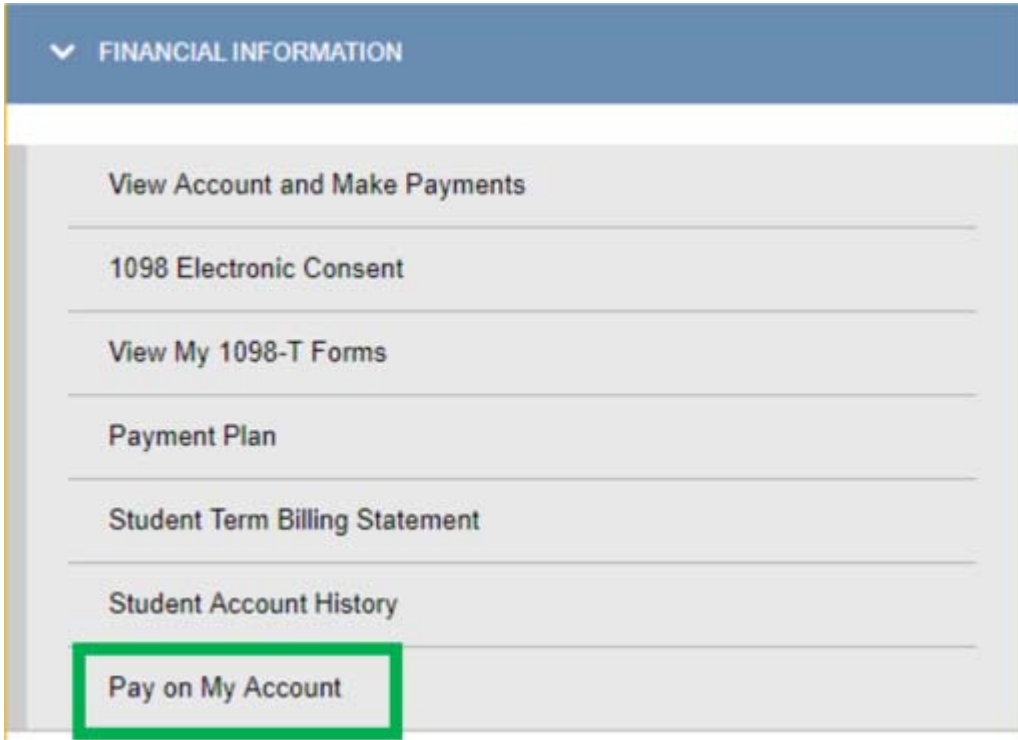 FINANCIAL INFORMATION
View Account and Make Payments
1098 Electronic Consent
View My 1098-T Forms
Payment Plan
Student Term Billing Statement
Student Account History
Pay on My Account